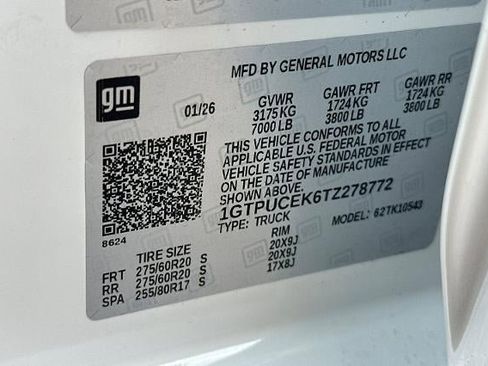 MFD BY GENERAL MOTORS LLC
gm
01/26
GVWR GAWR FRT GAWR RR
3175 KG 1724 KG 1724 KG
7000 LB 3800 LB 3800 LB
THIS VEHICLE CONFORMS TO ALL
APPLICABLE U.S. FEDERAL MOTOR
VEHICLE SAFETY STANDARDS IN EFFECT
ON THE DATE OF MANUFACTURE
SHOWN ABOVE.
1GTPUCEK6TZ278772
TYPE: TRUCK MODEL: 62TK10543
8624
TIRE SIZE RIM
FRT 275/60R20 S 20X9J
RR 275/60R20 S 20X9J
SPA 255/80R17 S 17X8J